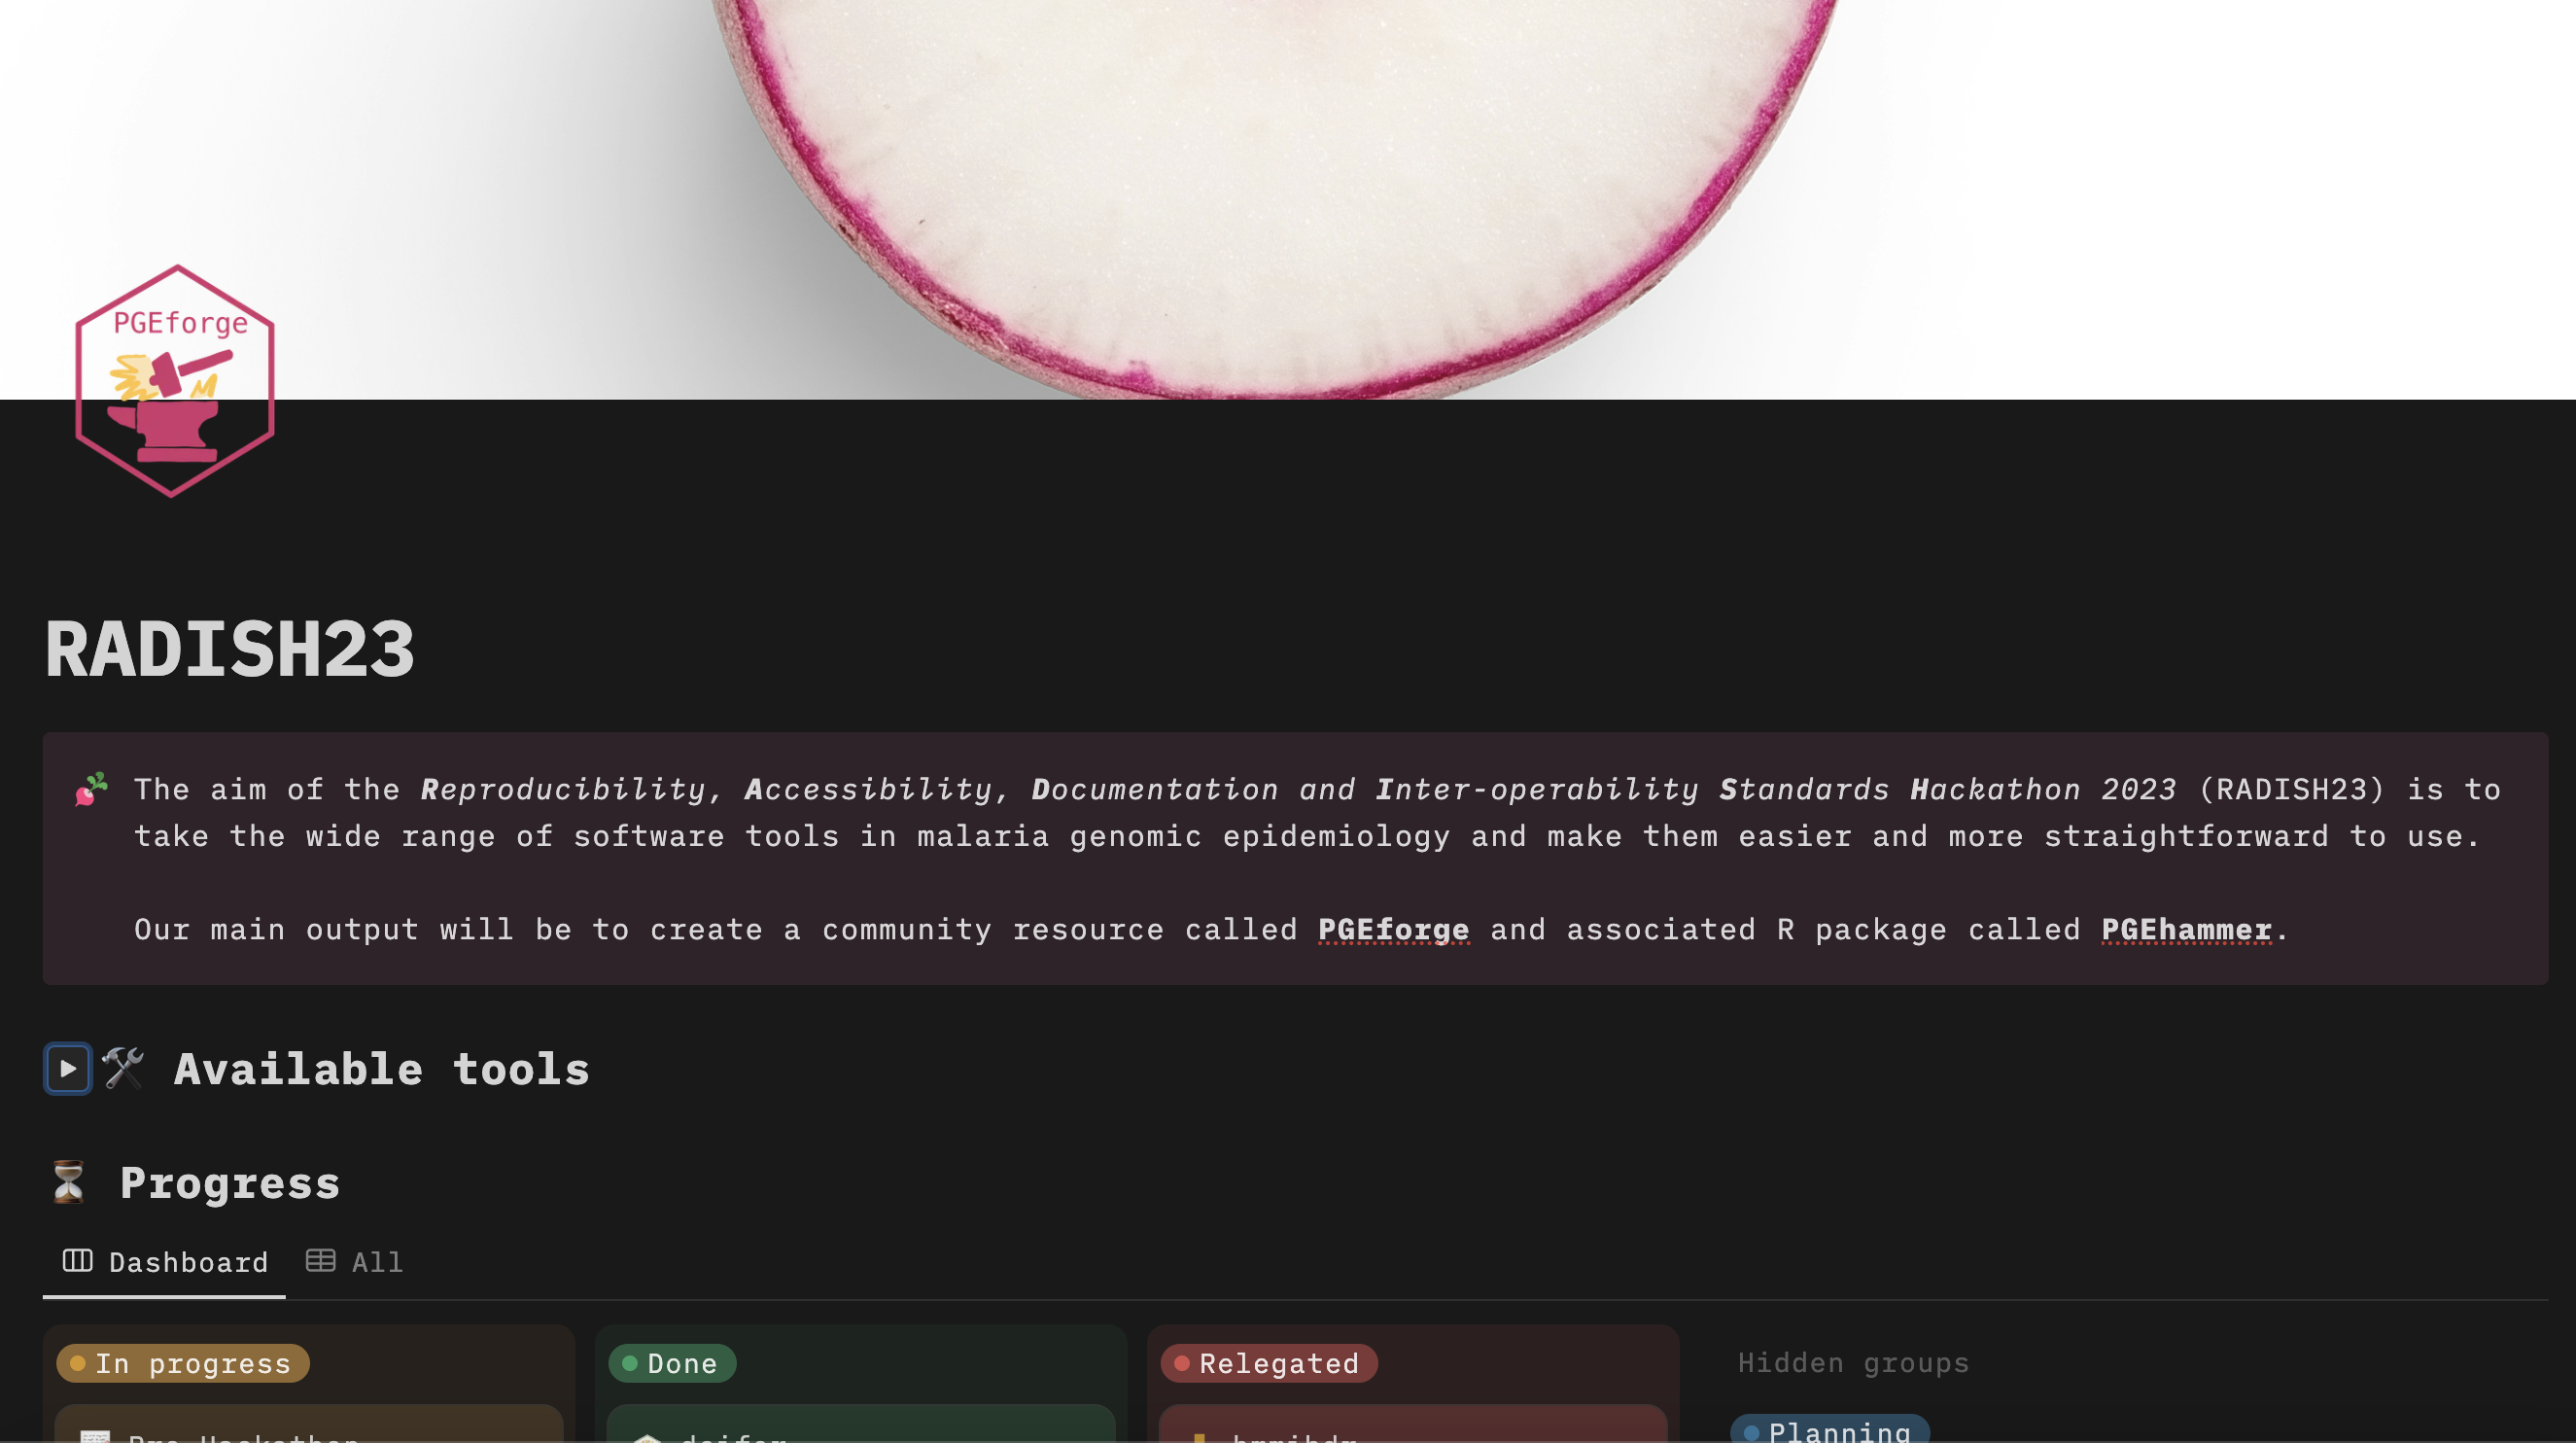 PGEforge
RADISH23
The aim of the Reproducibility, Accessibility, Documentation and Inter-operability Standards Hackathon 2023 (RADISH23) is to
take the wide range of software tools in malaria genomic epidemiology and make them easier and more straightforward to use.
Our main output will be to create a community resource called PGEforge and associated R package called PGEhammer.
Available tools
Progress
Dashboard All
In progress Done Relegated Hidden groups
Planning